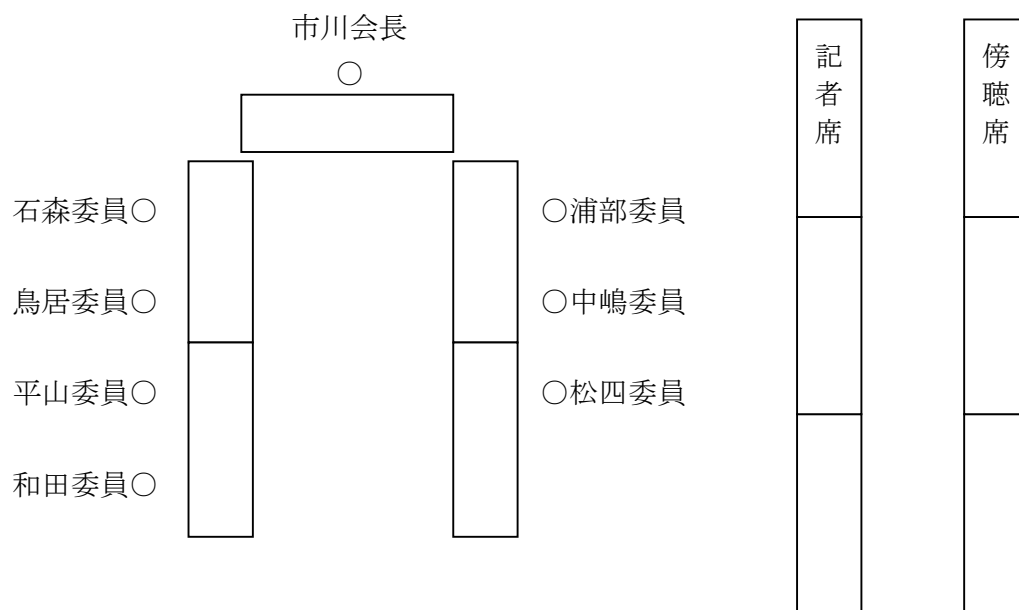 市川会長
○
石森委員○
○浦部委員
鳥居委員○
○中嶋委員
平山委員○
○松四委員
和田委員○
記者席
傍聴席